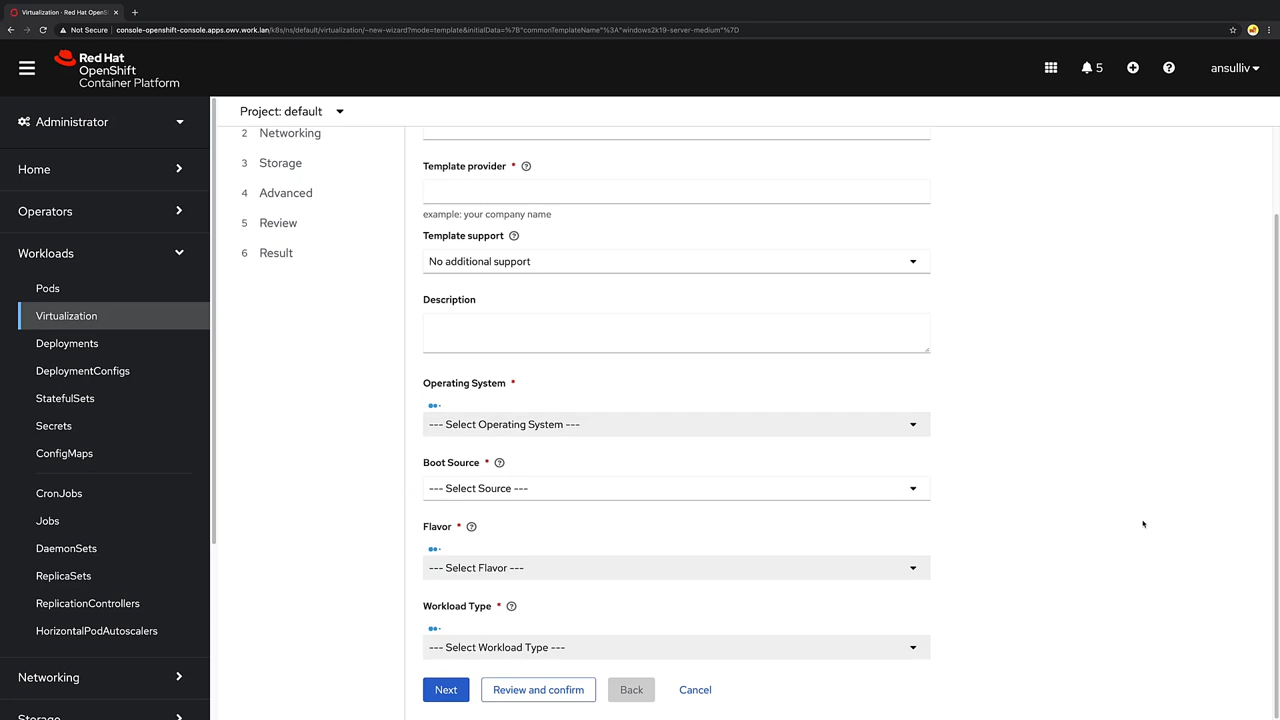 Virtualization · Red Hat OpenShi
Not Secure | console-openshift-console.apps.owv.work.lan/k8s/ns/default/virtualization/~new-wizard?mode=template&initialData=%7B"commonTemplateName"%3A"windows2k19-server-medium"%7D
Red Hat
OpenShift
Container Platform
5
ansulliv
Administrator
Home
Operators
Workloads
Pods
Virtualization
Deployments
DeploymentConfigs
StatefulSets
Secrets
ConfigMaps
CronJobs
Jobs
DaemonSets
ReplicaSets
ReplicationControllers
HorizontalPodAutoscalers
Networking
Storage
Project: default
2 Networking
3 Storage
4 Advanced
5 Review
6 Result
Template provider *
example: your company name
Template support
No additional support
Description
Operating System *
--- Select Operating System ---
Boot Source *
--- Select Source ---
Flavor *
--- Select Flavor ---
Workload Type *
--- Select Workload Type ---
Next
Review and confirm
Back
Cancel